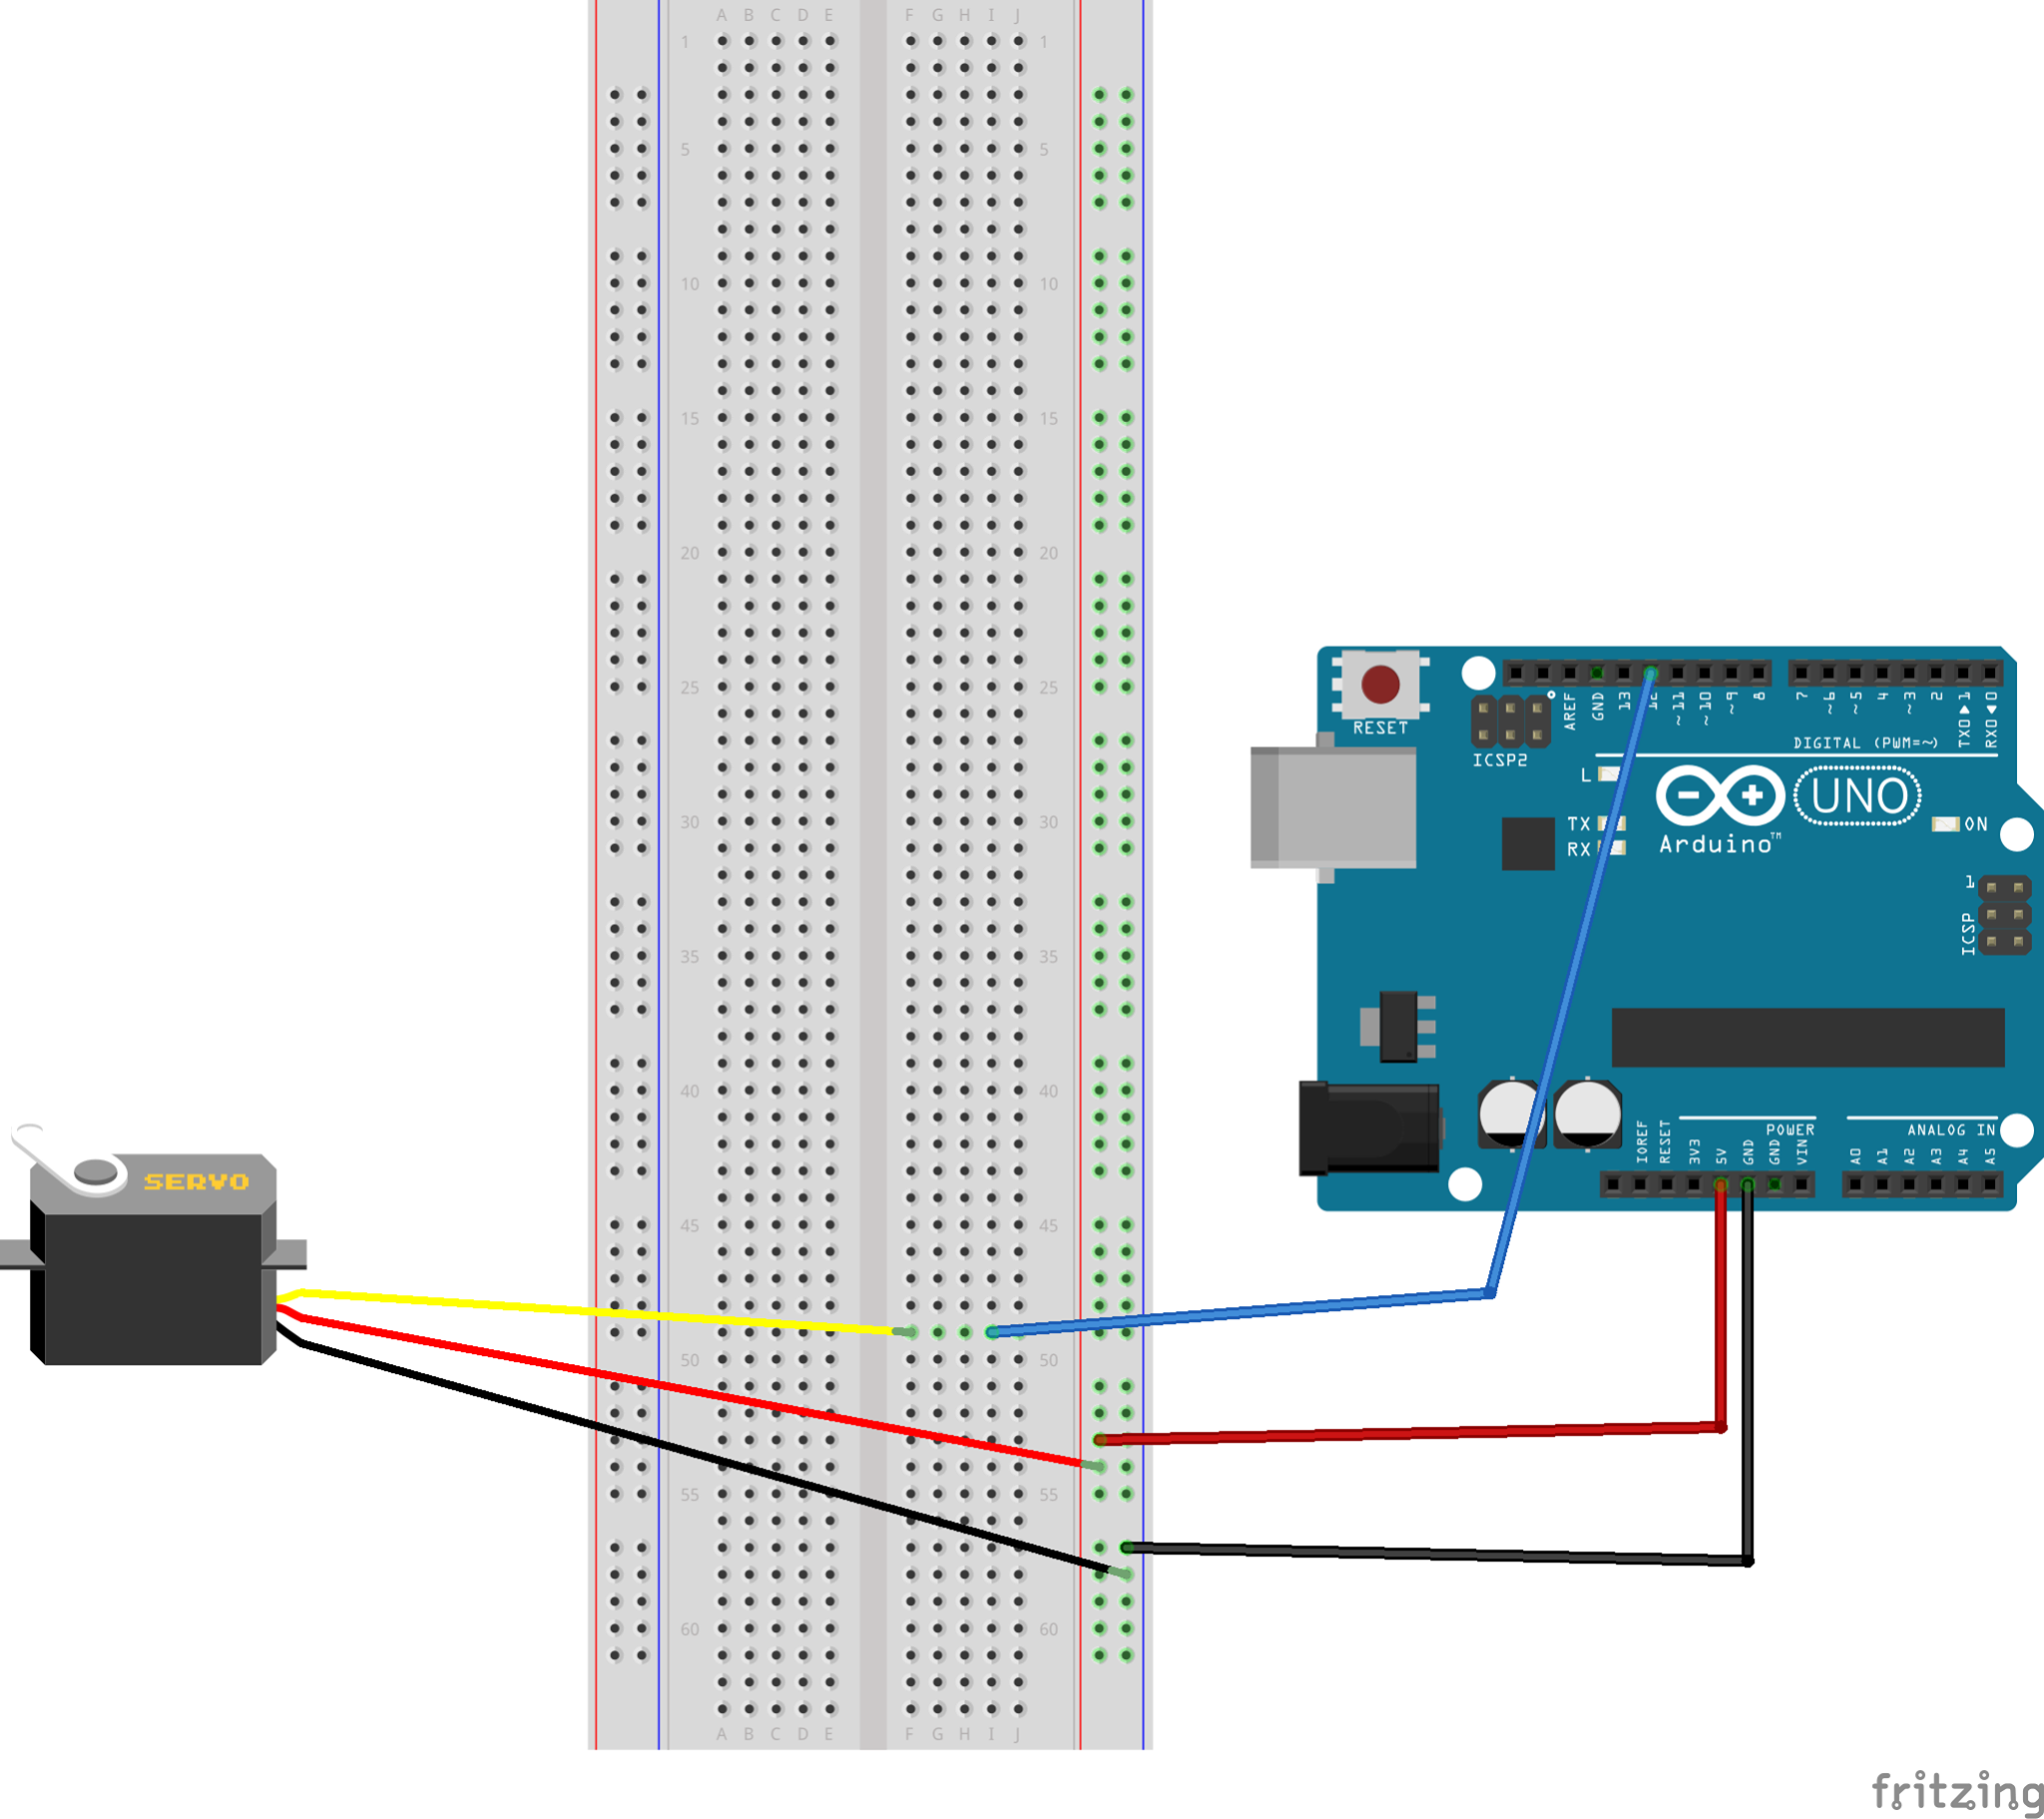 A B C D E F G H I J
1 1
5 5
10 10
15 15
20 20
25 25
30 30
35 35
40 40
45 45
50 50
55 55
60 60
A B C D E F G H I J
SERVO
RESET
ICSP2
AREF
GND
13
12
~11
~10
~9
8
7
~6
~5
4
~3
2
TX0▶1
RX0◀0
DIGITAL (PWM=~)
L
TX
RX
UNO
Arduino™
ON
1
ICSP
IOREF
RESET
3V3
5V
GND
GND
VIN
POWER
ANALOG IN
A0
A1
A2
A3
A4
A5
fritzing